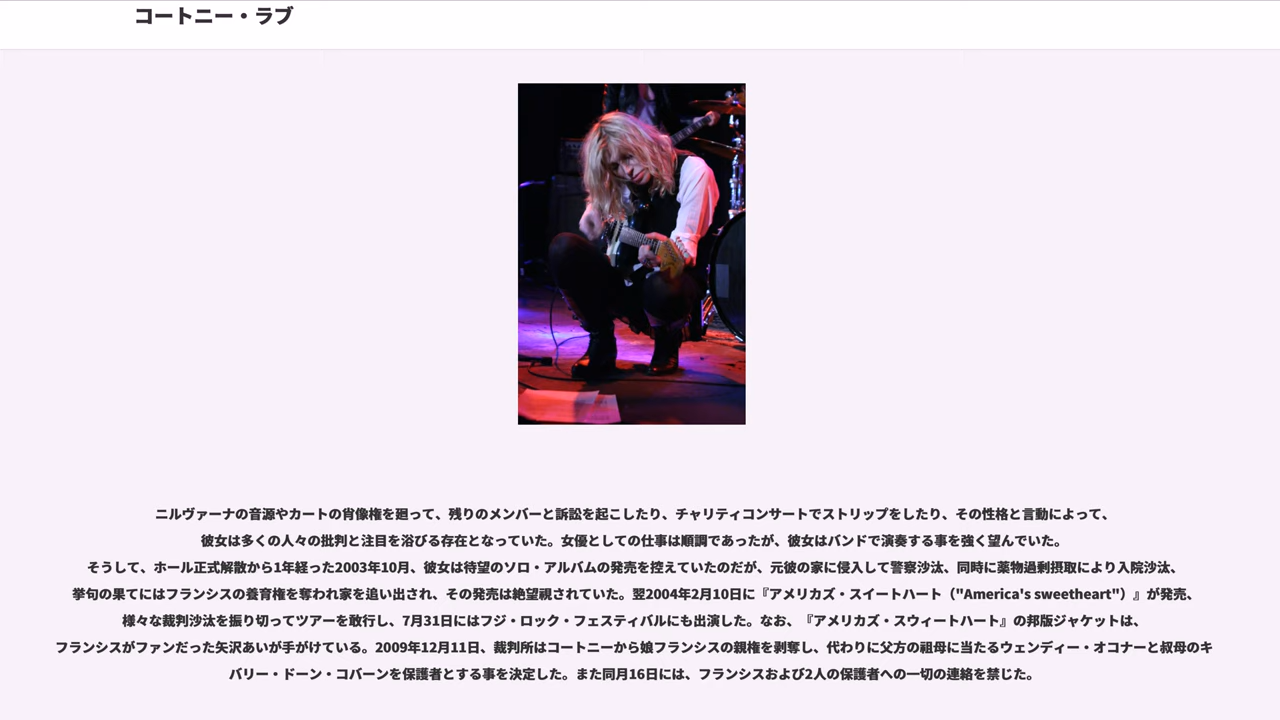 コートニー・ラブ
ニルヴァーナの音源やカートの肖像権を廻って、残りのメンバーと訴訟を起こしたり、チャリティコンサートでストリップをしたり、その性格と言動によって、
彼女は多くの人々の批判と注目を浴びる存在となっていた。女優としての仕事は順調であったが、彼女はバンドで演奏する事を強く望んでいた。
そうして、ホール正式解散から1年経った2003年10月、彼女は待望のソロ・アルバムの発売を控えていたのだが、元彼の家に侵入して警察沙汰、同時に薬物過剰摂取により入院沙汰、
挙句の果てにはフランシスの養育権を奪われ家を追い出され、その発売は絶望視されていた。翌2004年2月10日に『アメリカズ・スイートハート（"America's sweetheart"）』が発売、
様々な裁判沙汰を振り切ってツアーを敢行し、7月31日にはフジ・ロック・フェスティバルにも出演した。なお、『アメリカズ・スウィートハート』の邦版ジャケットは、
フランシスがファンだった矢沢あいが手がけている。2009年12月11日、裁判所はコートニーから娘フランシスの親権を剥奪し、代わりに父方の祖母に当たるウェンディー・オコナーと叔母のキ
バリー・ドーン・コバーンを保護者とする事を決定した。また同月16日には、フランシスおよび2人の保護者への一切の連絡を禁じた。